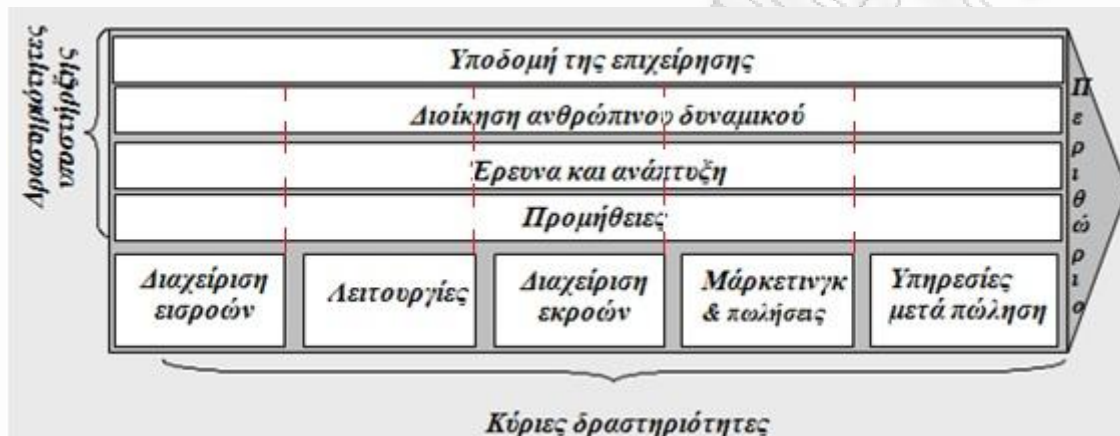 Δραστηριότητες
υποστήριξης
Υποδομή της επιχείρησης
Διοίκηση ανθρώπινου δυναμικού
Έρευνα και ανάπτυξη
Προμήθειες
Διαχείριση
εισροών
Λειτουργίες
Διαχείριση
εκροών
Μάρκετινγκ
& πωλήσεις
Υπηρεσίες
μετά πώληση
Περιθώριο
Κύριες δραστηριότητες